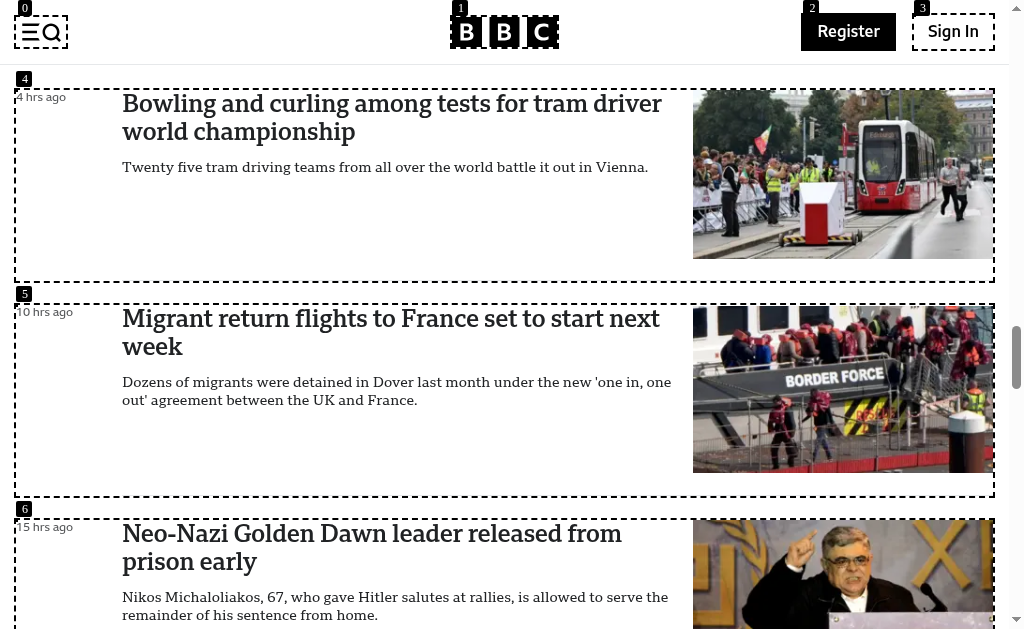 0
1
2
3
BBC
Register
Sign In
4
4 hrs ago
Bowling and curling among tests for tram driver
world championship
Twenty five tram driving teams from all over the world battle it out in Vienna.
5
10 hrs ago
Migrant return flights to France set to start next
week
Dozens of migrants were detained in Dover last month under the new 'one in, one
out' agreement between the UK and France.
BORDER FORCE
6
15 hrs ago
Neo-Nazi Golden Dawn leader released from
prison early
Nikos Michaloliakos, 67, who gave Hitler salutes at rallies, is allowed to serve the
remainder of his sentence from home.